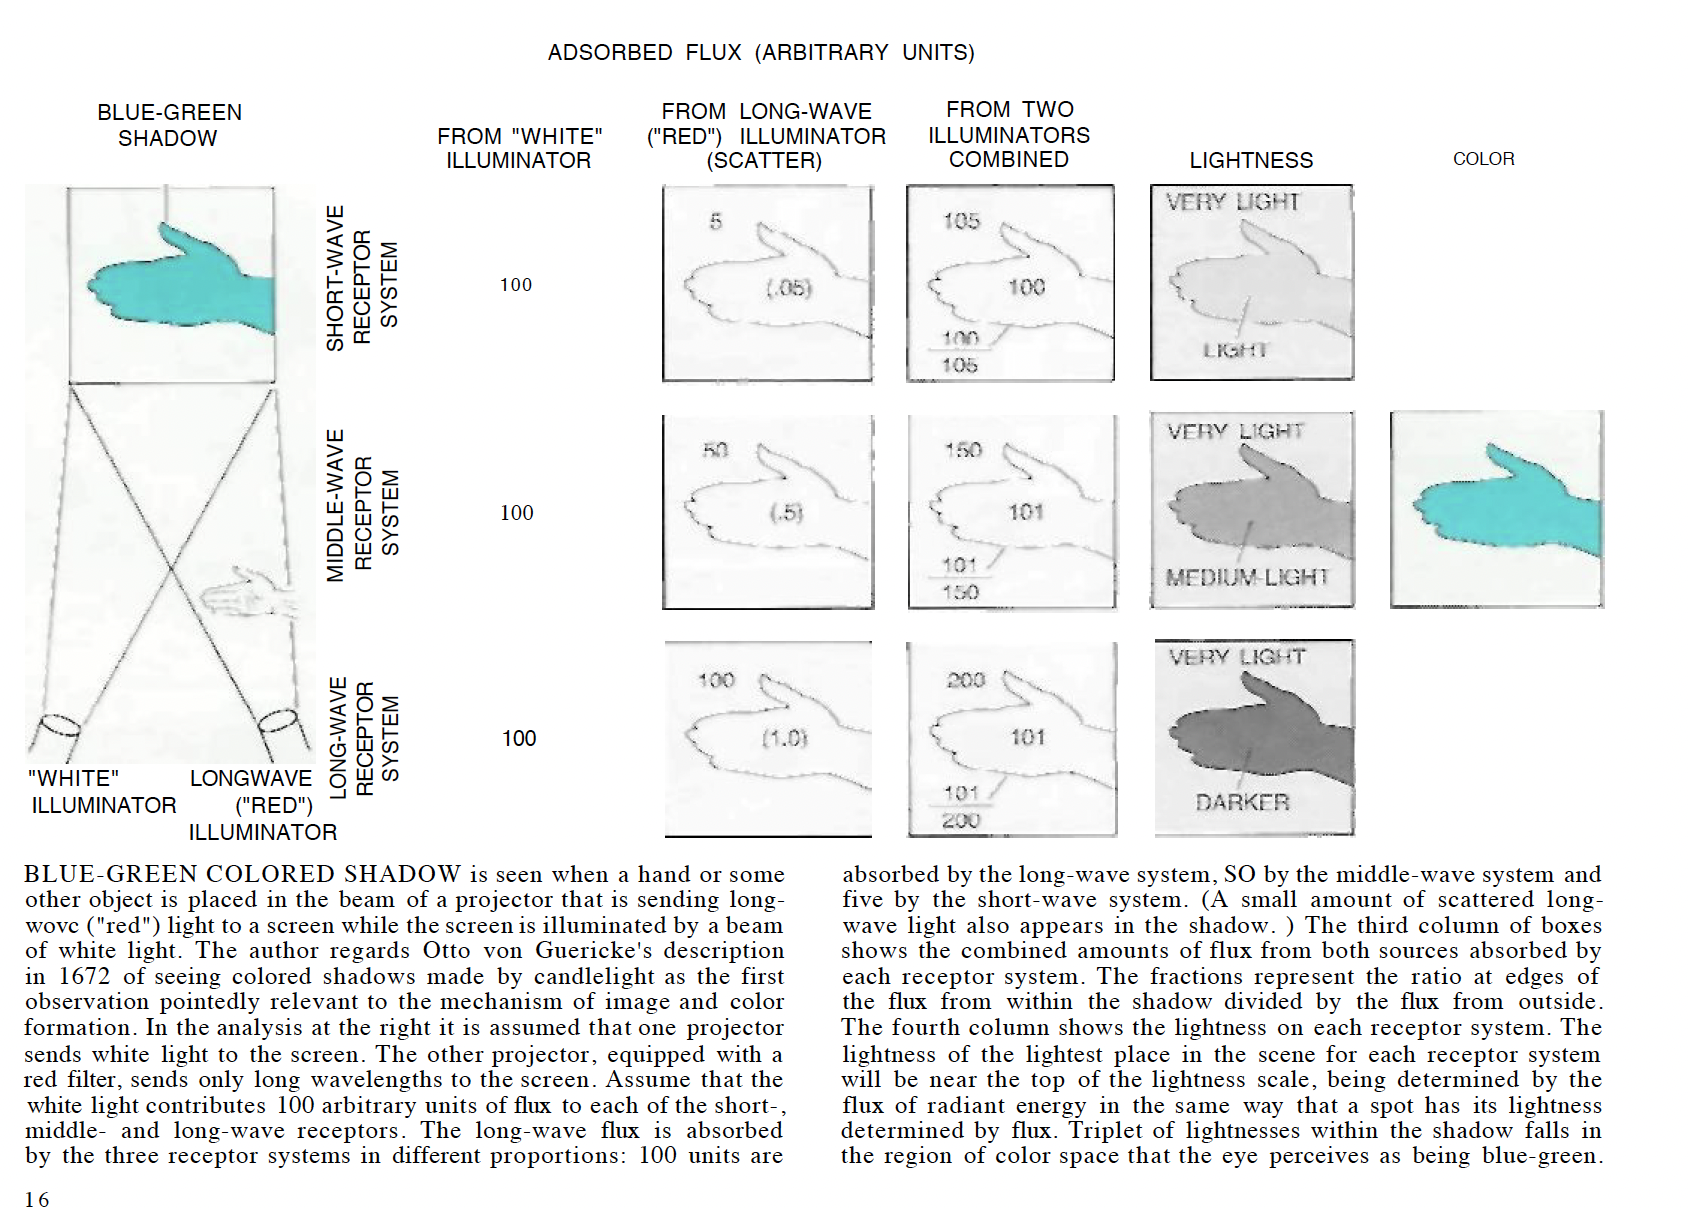 ADSORBED FLUX (ARBITRARY UNITS)
BLUE-GREEN
SHADOW
FROM "WHITE"
ILLUMINATOR
FROM LONG-WAVE
("RED") ILLUMINATOR
(SCATTER)
FROM TWO
ILLUMINATORS
COMBINED
LIGHTNESS
COLOR
SHORT-WAVE
RECEPTOR
SYSTEM
100
5
(.05)
105
100
100
105
VERY LIGHT
LIGHT
MIDDLE-WAVE
RECEPTOR
SYSTEM
100
50
(.5)
150
101
101
150
VERY LIGHT
MEDIUM-LIGHT
LONG-WAVE
RECEPTOR
SYSTEM
100
100
(1.0)
200
101
101
200
VERY LIGHT
DARKER
"WHITE"
ILLUMINATOR
LONGWAVE
("RED")
ILLUMINATOR
BLUE-GREEN COLORED SHADOW is seen when a hand or some
other object is placed in the beam of a projector that is sending long-
wovc ("red") light to a screen while the screen is illuminated by a beam
of white light. The author regards Otto von Guericke's description
in 1672 of seeing colored shadows made by candlelight as the first
observation pointedly relevant to the mechanism of image and color
formation. In the analysis at the right it is assumed that one projector
sends white light to the screen. The other projector, equipped with a
red filter, sends only long wavelengths to the screen. Assume that the
white light contributes 100 arbitrary units of flux to each of the short-,
middle- and long-wave receptors. The long-wave flux is absorbed
by the three receptor systems in different proportions: 100 units are
absorbed by the long-wave system, SO by the middle-wave system and
five by the short-wave system. (A small amount of scattered long-
wave light also appears in the shadow. ) The third column of boxes
shows the combined amounts of flux from both sources absorbed by
each receptor system. The fractions represent the ratio at edges of
the flux from within the shadow divided by the flux from outside.
The fourth column shows the lightness on each receptor system. The
lightness of the lightest place in the scene for each receptor system
will be near the top of the lightness scale, being determined by the
flux of radiant energy in the same way that a spot has its lightness
determined by flux. Triplet of lightnesses within the shadow falls in
the region of color space that the eye perceives as being blue-green.
16